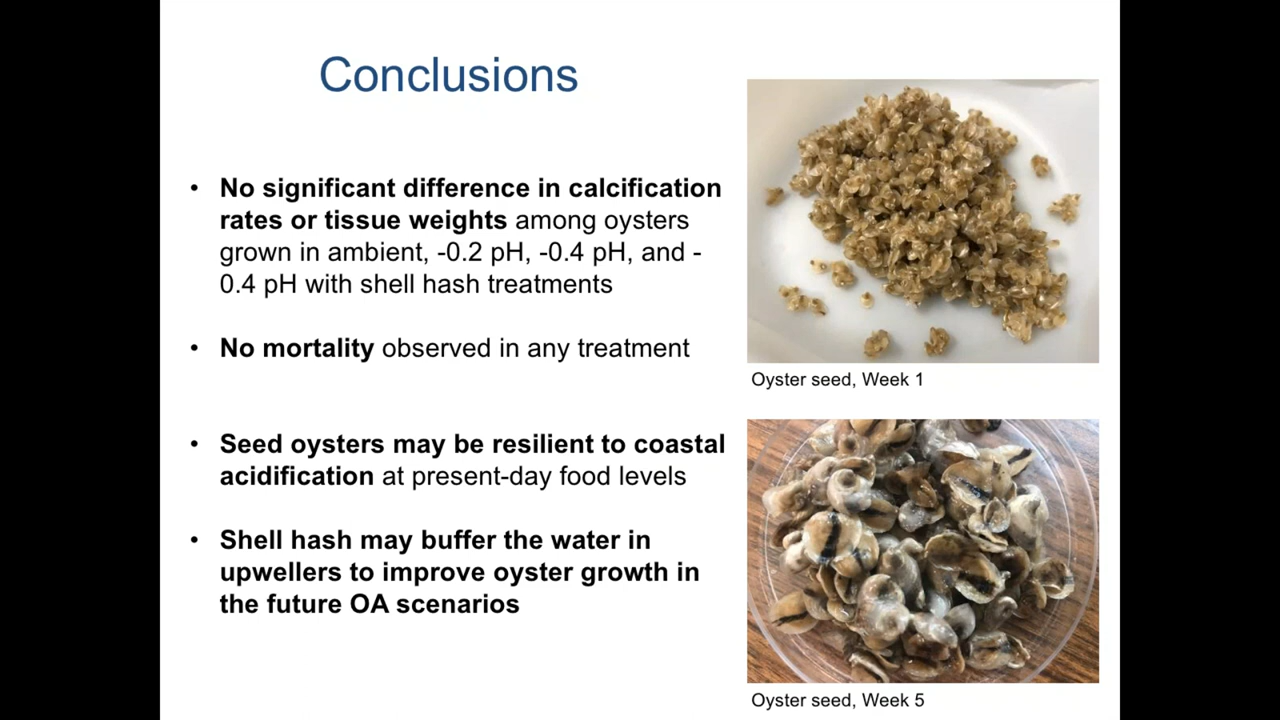 Conclusions
• No significant difference in calcification
rates or tissue weights among oysters
grown in ambient, -0.2 pH, -0.4 pH, and -
0.4 pH with shell hash treatments
• No mortality observed in any treatment
• Seed oysters may be resilient to coastal
acidification at present-day food levels
• Shell hash may buffer the water in
upwellers to improve oyster growth in
the future OA scenarios
Oyster seed, Week 1
Oyster seed, Week 5